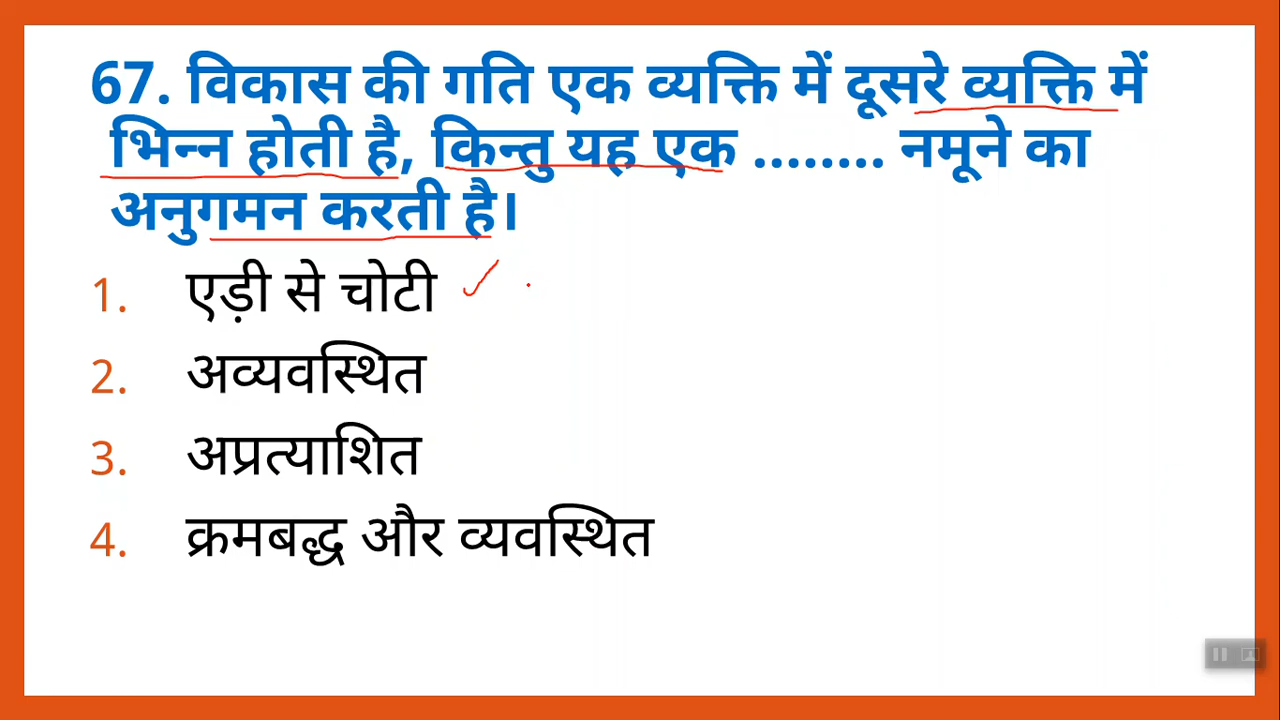 67. विकास की गति एक व्यक्ति में दूसरे व्यक्ति में
भिन्न होती है, किन्तु यह एक ........ नमूने का
अनुगमन करती है।
1. एड़ी से चोटी
2. अव्यवस्थित
3. अप्रत्याशित
4. क्रमबद्ध और व्यवस्थित